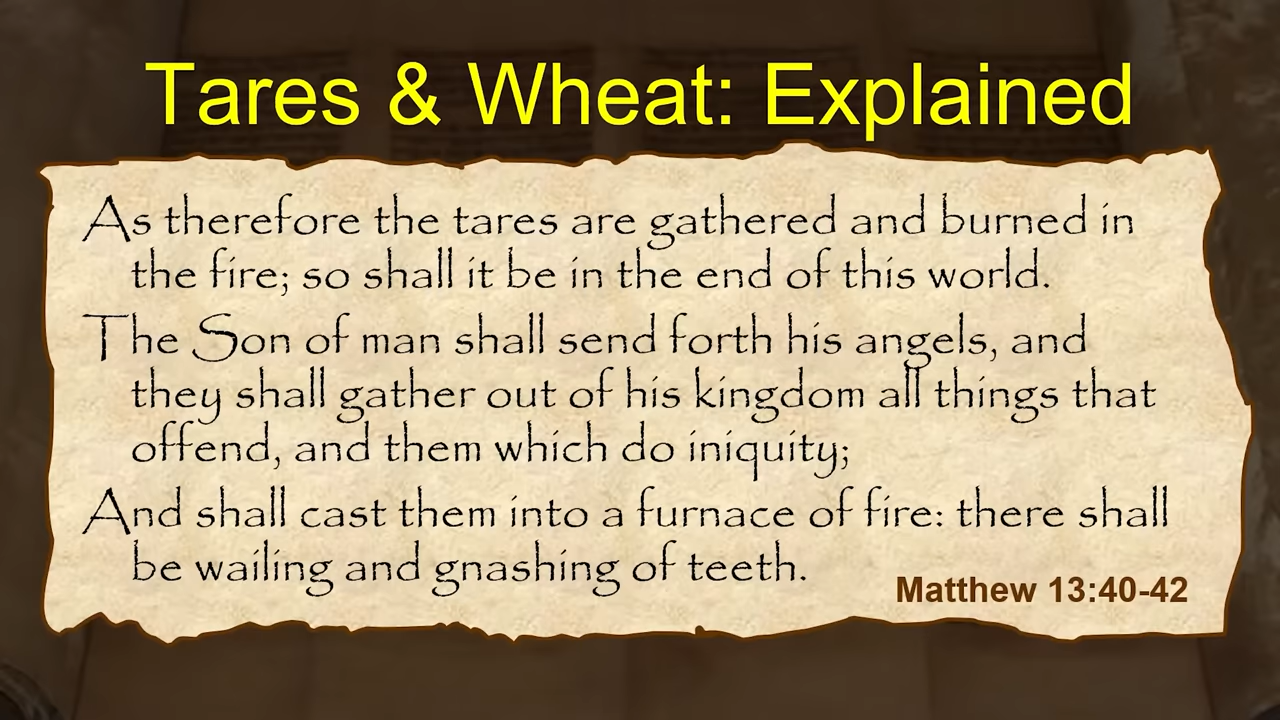 Tares & Wheat: Explained
As therefore the tares are gathered and burned in
the fire; so shall it be in the end of this world.
The Son of man shall send forth his angels, and
they shall gather out of his kingdom all things that
offend, and them which do iniquity;
And shall cast them into a furnace of fire: there shall
be wailing and gnashing of teeth.
Matthew 13:40-42